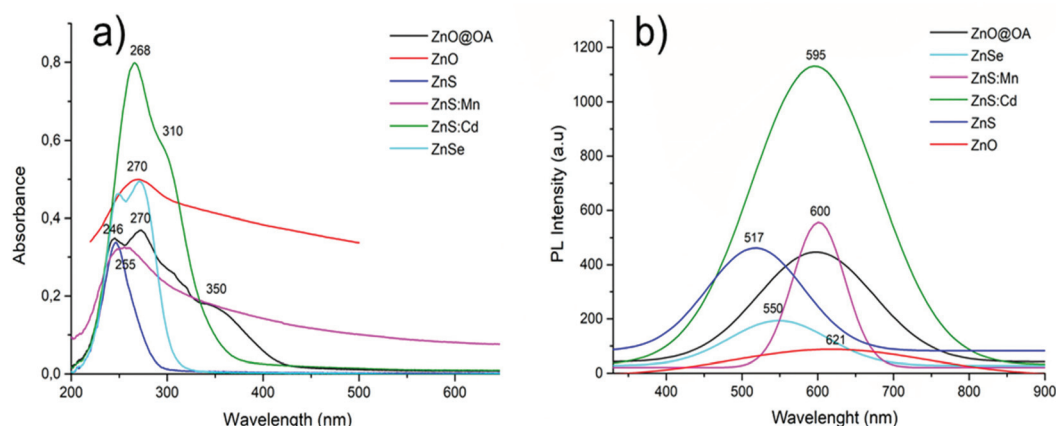 a)
ZnO@OA
ZnO
ZnS
ZnS:Mn
ZnS:Cd
ZnSe
268
310
270
246
270
255
350
0,8
0,6
0,4
0,2
0,0
Absorbance
200
300
400
500
600
Wavelength (nm)
b)
ZnO@OA
ZnSe
ZnS:Mn
ZnS:Cd
ZnS
ZnO
595
600
517
550
621
1200
1000
800
600
400
200
0
PL Intensity (a.u)
400
500
600
700
800
900
Wavelenght (nm)